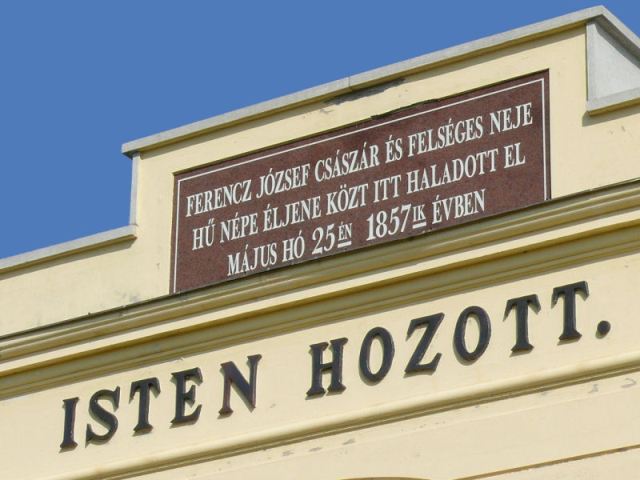 FERENCZ JÓZSEF CSÁSZÁR ÉS FELSÉGES NEJE
HŰ NÉPE ÉLJENE KÖZT ITT HALADOTT EL
MÁJUS HÓ 25ÉN 1857IK ÉVBEN
ISTEN HOZOTT.